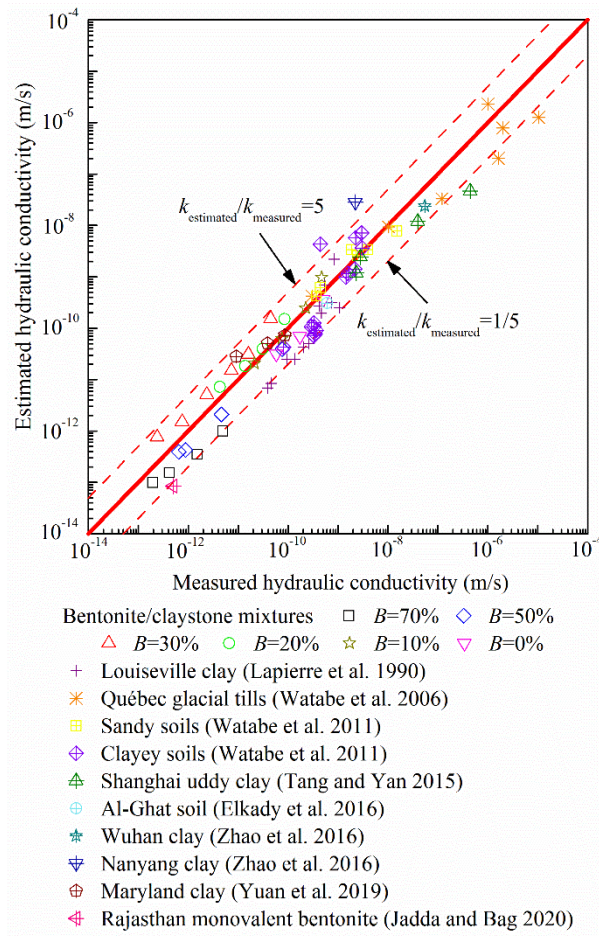 10⁻⁴
10⁻⁶
10⁻⁸
10⁻¹⁰
10⁻¹²
10⁻¹⁴
Estimated hydraulic conductivity (m/s)
k_estimated/k_measured=5
k_estimated/k_measured=1/5
10⁻¹⁴ 10⁻¹² 10⁻¹⁰ 10⁻⁸ 10⁻⁶ 10⁻⁴
Measured hydraulic conductivity (m/s)
Bentonite/claystone mixtures B=70% B=50%
B=30% B=20% B=10% B=0%
Louiseville clay (Lapierre et al. 1990)
Québec glacial tills (Watabe et al. 2006)
Sandy soils (Watabe et al. 2011)
Clayey soils (Watabe et al. 2011)
Shanghai uddy clay (Tang and Yan 2015)
Al-Ghat soil (Elkady et al. 2016)
Wuhan clay (Zhao et al. 2016)
Nanyang clay (Zhao et al. 2016)
Maryland clay (Yuan et al. 2019)
Rajasthan monovalent bentonite (Jadda and Bag 2020)